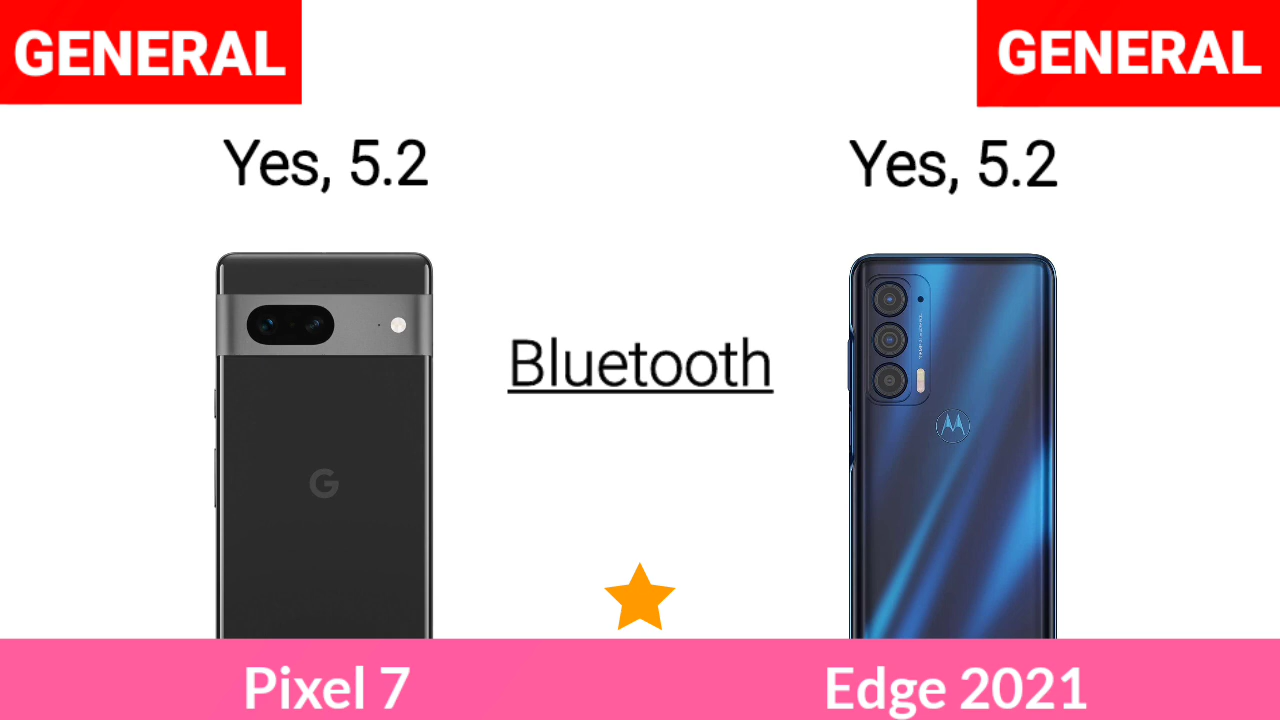 GENERAL
GENERAL
Yes, 5.2
Yes, 5.2
Bluetooth
G
Pixel 7
Edge 2021